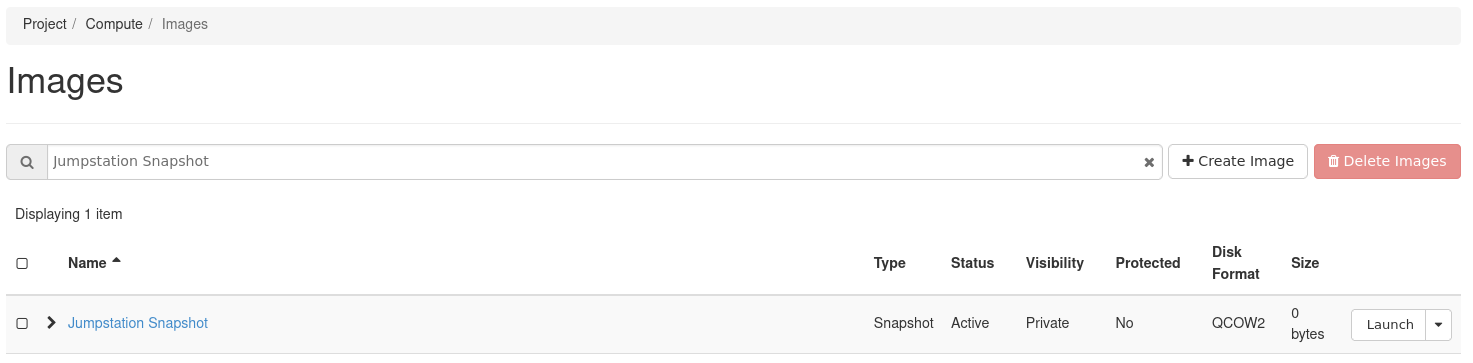 Project / Compute / Images
Images
Jumpstation Snapshot
Create Image
Delete Images
Displaying 1 item
Name Type Status Visibility Protected Disk Format Size
Jumpstation Snapshot Snapshot Active Private No QCOW2 0 bytes Launch